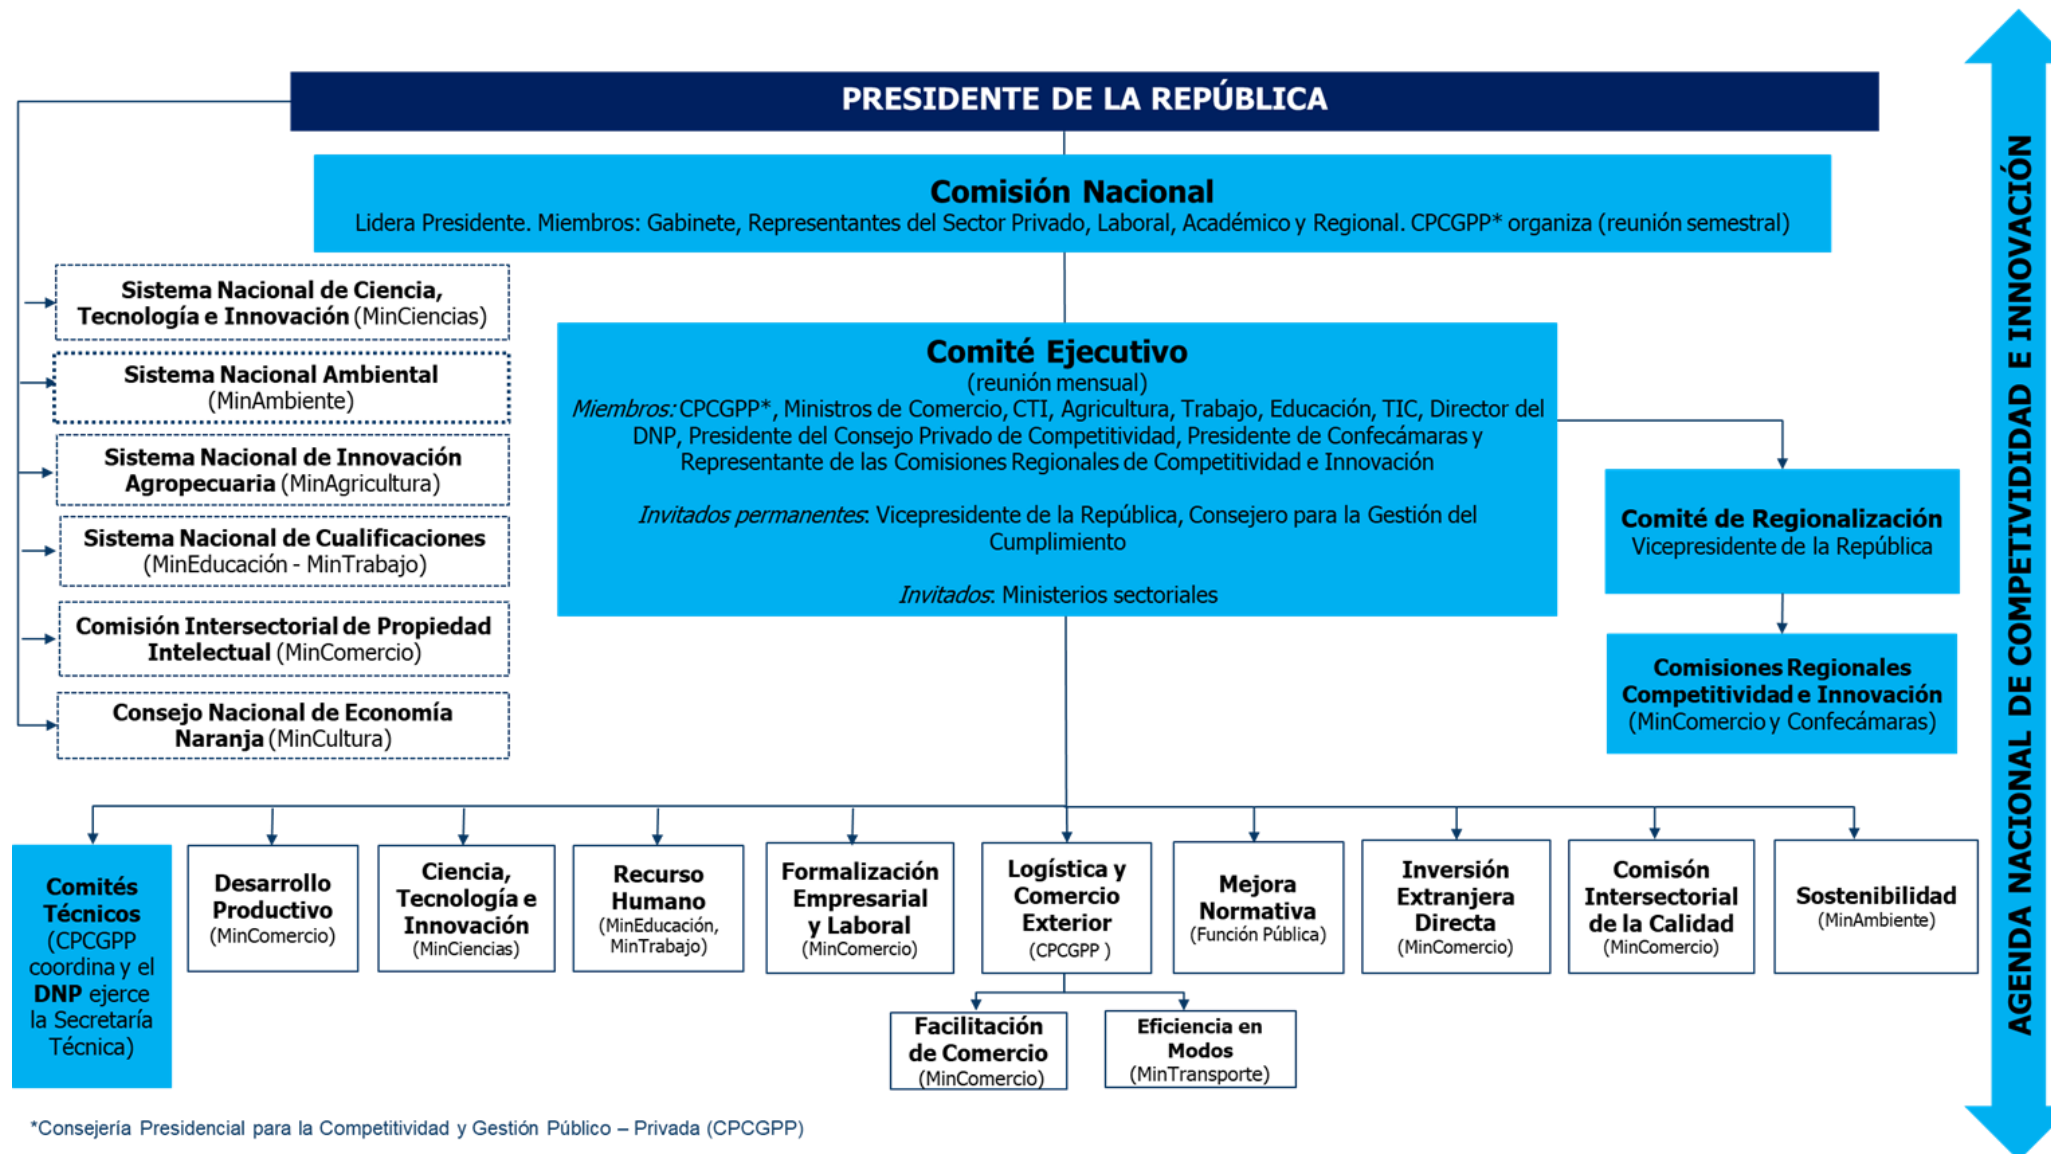 PRESIDENTE DE LA REPÚBLICA
Comisión Nacional
Lidera Presidente. Miembros: Gabinete, Representantes del Sector Privado, Laboral, Académico y Regional. CPCGPP* organiza (reunión semestral)
Sistema Nacional de Ciencia,
Tecnología e Innovación (MinCiencias)
Sistema Nacional Ambiental
(MinAmbiente)
Sistema Nacional de Innovación
Agropecuaria (MinAgricultura)
Sistema Nacional de Cualificaciones
(MinEducación - MinTrabajo)
Comisión Intersectorial de Propiedad
Intelectual (MinComercio)
Consejo Nacional de Economía
Naranja (MinCultura)
Comité Ejecutivo
(reunión mensual)
Miembros: CPCGPP*, Ministros de Comercio, CTI, Agricultura, Trabajo, Educación, TIC, Director del
DNP, Presidente del Consejo Privado de Competividad, Presidente de Confecámaras y
Representante de las Comisiones Regionales de Competividad e Innovación
Invitados permanentes: Vicepresidente de la República, Consejero para la Gestión del
Cumplimiento
Invitados: Ministerios sectoriales
Comité de Regionalización
Vicepresidente de la República
Comisiones Regionales
Competitividad e Innovación
(MinComercio y Confecámaras)
Comités
Técnicos
(CPCGPP
coordina y el
DNP ejerce
la Secretaría
Técnica)
Desarrollo
Productivo
(MinComercio)
Ciencia,
Tecnología e
Innovación
(MinCiencias)
Recurso
Humano
(MinEducación,
MinTrabajo)
Formalización
Empresarial
y Laboral
(MinComercio)
Logística y
Comercio
Exterior
(CPCGPP )
Mejora
Normativa
(Función Pública)
Inversión
Extranjera
Directa
(MinComercio)
Comisón
Intersectorial
de la Calidad
(MinComercio)
Sostenibilidad
(MinAmbiente)
Facilitación
de Comercio
(MinComercio)
Eficiencia en
Modos
(MinTransporte)
*Consejería Presidencial para la Competitividad y Gestión Público – Privada (CPCGPP)
AGENDA NACIONAL DE COMPETIVIDIDAD E INNOVACIÓN